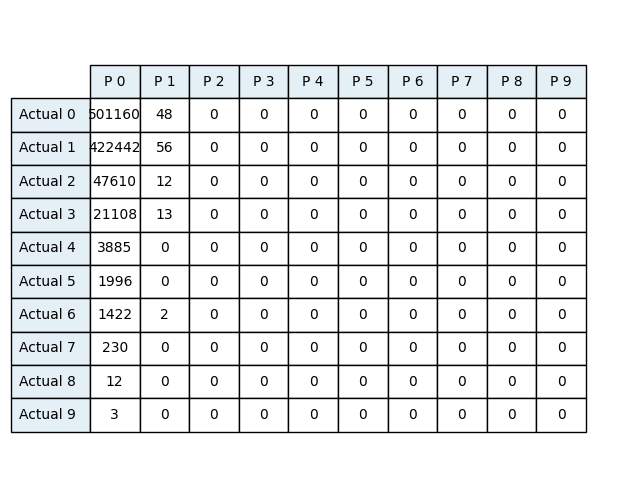 P 0 P 1 P 2 P 3 P 4 P 5 P 6 P 7 P 8 P 9
Actual 0 501160 48 0 0 0 0 0 0 0 0
Actual 1 422442 56 0 0 0 0 0 0 0 0
Actual 2 47610 12 0 0 0 0 0 0 0 0
Actual 3 21108 13 0 0 0 0 0 0 0 0
Actual 4 3885 0 0 0 0 0 0 0 0 0
Actual 5 1996 0 0 0 0 0 0 0 0 0
Actual 6 1422 2 0 0 0 0 0 0 0 0
Actual 7 230 0 0 0 0 0 0 0 0 0
Actual 8 12 0 0 0 0 0 0 0 0 0
Actual 9 3 0 0 0 0 0 0 0 0 0